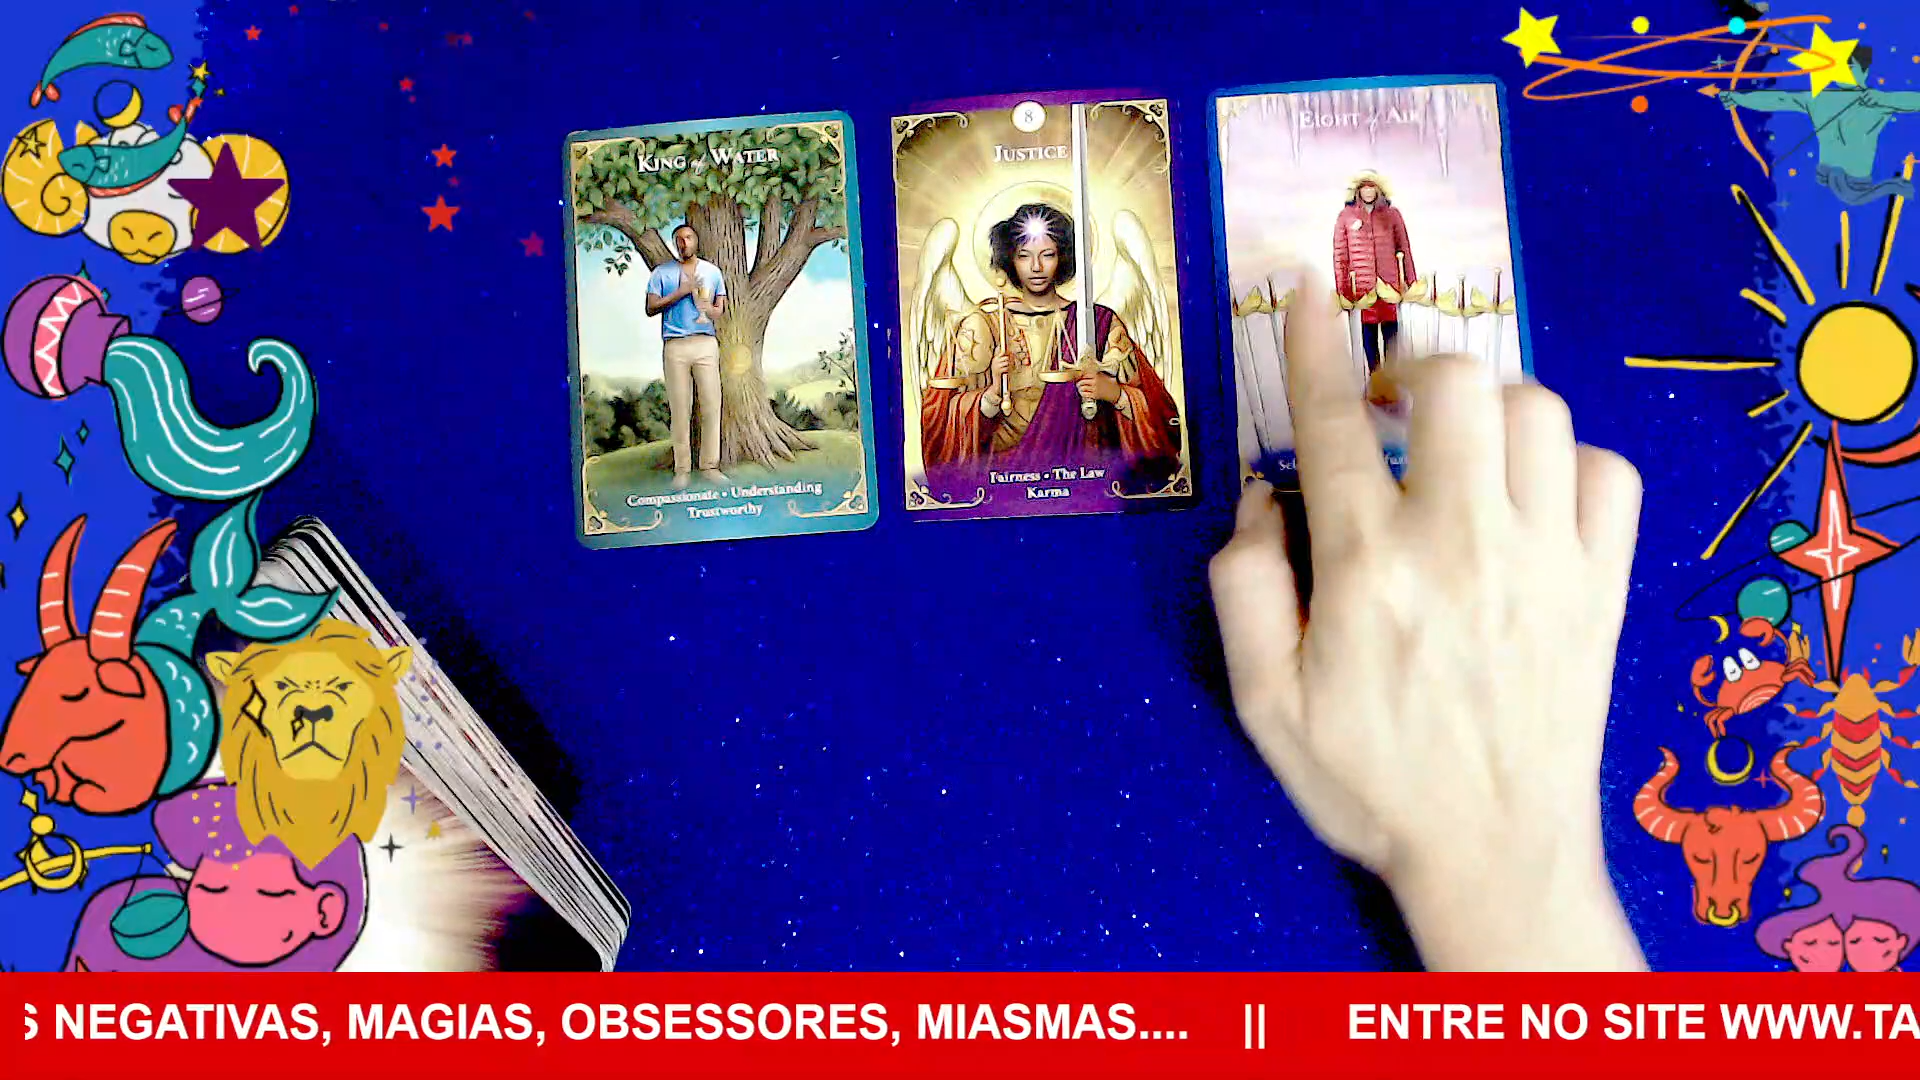 KING of WATER
Compassionate • Understanding
Trustworthy
8
JUSTICE
Fairness • The Law
Karma
EIGHT of AIR
NEGATIVAS, MAGIAS, OBSESSORES, MIASMAS.... || ENTRE NO SITE WWW.TA